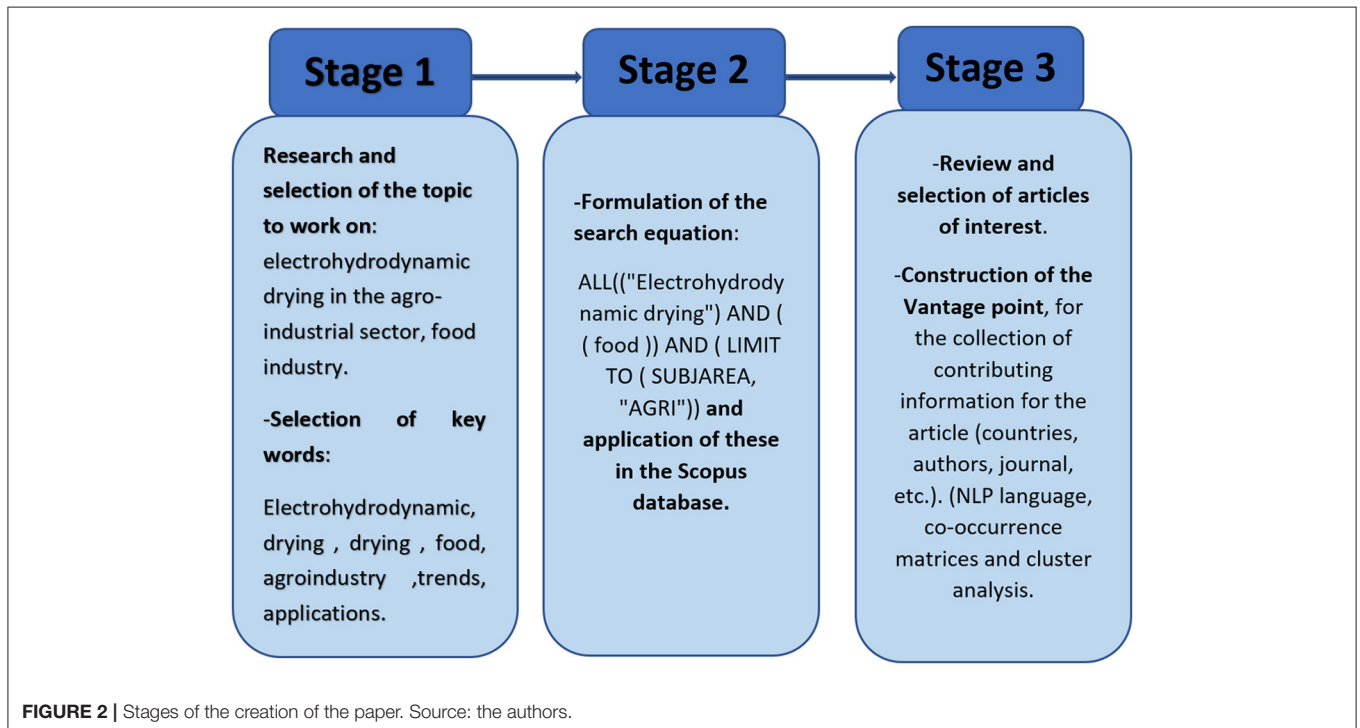 Stage 1
Research and
selection of the topic
to work on:
electrohydrodynamic
drying in the agro-
industrial sector, food
industry.
-Selection of key
words:
Electrohydrodynamic,
drying , drying , food,
agroindustry ,trends,
applications.
Stage 2
-Formulation of the
search equation:
ALL(("Electrohydrody
namic drying") AND (
( food )) AND ( LIMIT
TO ( SUBJAREA,
"AGRI")) and
application of these
in the Scopus
database.
Stage 3
-Review and
selection of articles
of interest.
-Construction of the
Vantage point, for
the collection of
contributing
information for the
article (countries,
authors, journal,
etc.). (NLP language,
co-occurrence
matrices and cluster
analysis.
FIGURE 2 | Stages of the creation of the paper. Source: the authors.